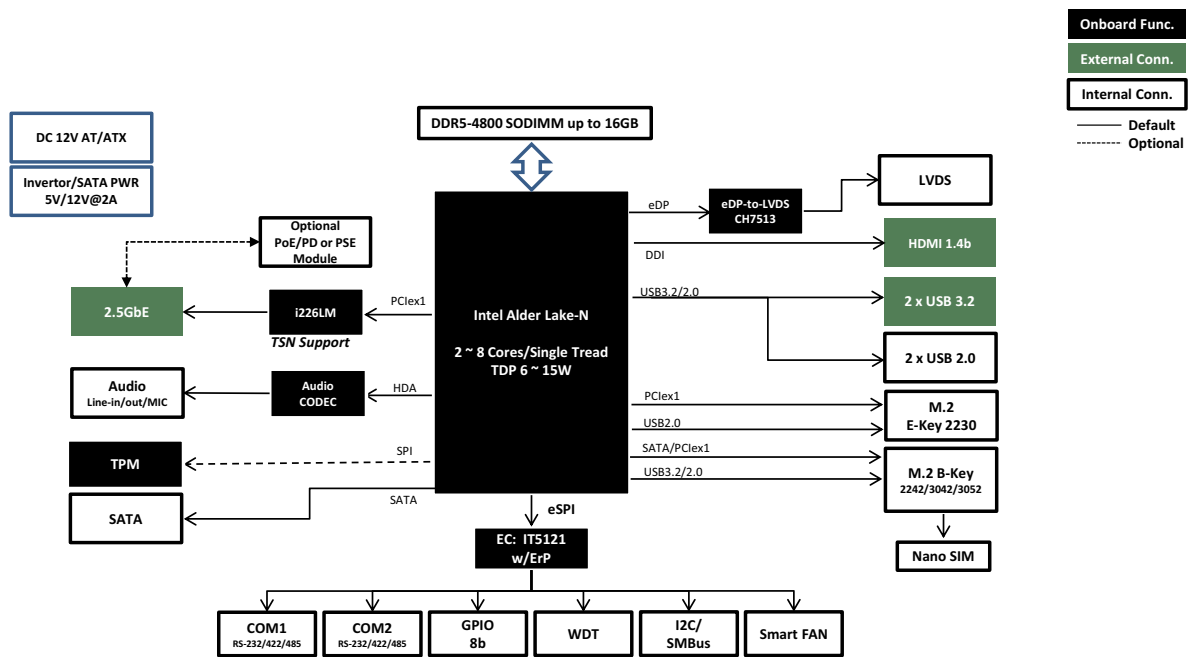 Onboard Func.
External Conn.
Internal Conn.
Default
Optional
DC 12V AT/ATX
Invertor/SATA PWR
5V/12V@2A
DDR5-4800 SODIMM up to 16GB
Optional
PoE/PD or PSE
Module
2.5GbE
i226LM
TSN Support
PCIex1
Audio
Line-in/out/MIC
Audio
CODEC
HDA
TPM
SPI
SATA
SATA
Intel Alder Lake-N
2 ~ 8 Cores/Single Tread
TDP 6 ~ 15W
eDP
eDP-to-LVDS
CH7513
LVDS
DDI
HDMI 1.4b
USB3.2/2.0
2 x USB 3.2
2 x USB 2.0
PCIex1
USB2.0
M.2
E-Key 2230
SATA/PCIex1
USB3.2/2.0
M.2 B-Key
2242/3042/3052
Nano SIM
eSPI
EC: IT5121
w/ErP
COM1
RS-232/422/485
COM2
RS-232/422/485
GPIO
8b
WDT
I2C/
SMBus
Smart FAN